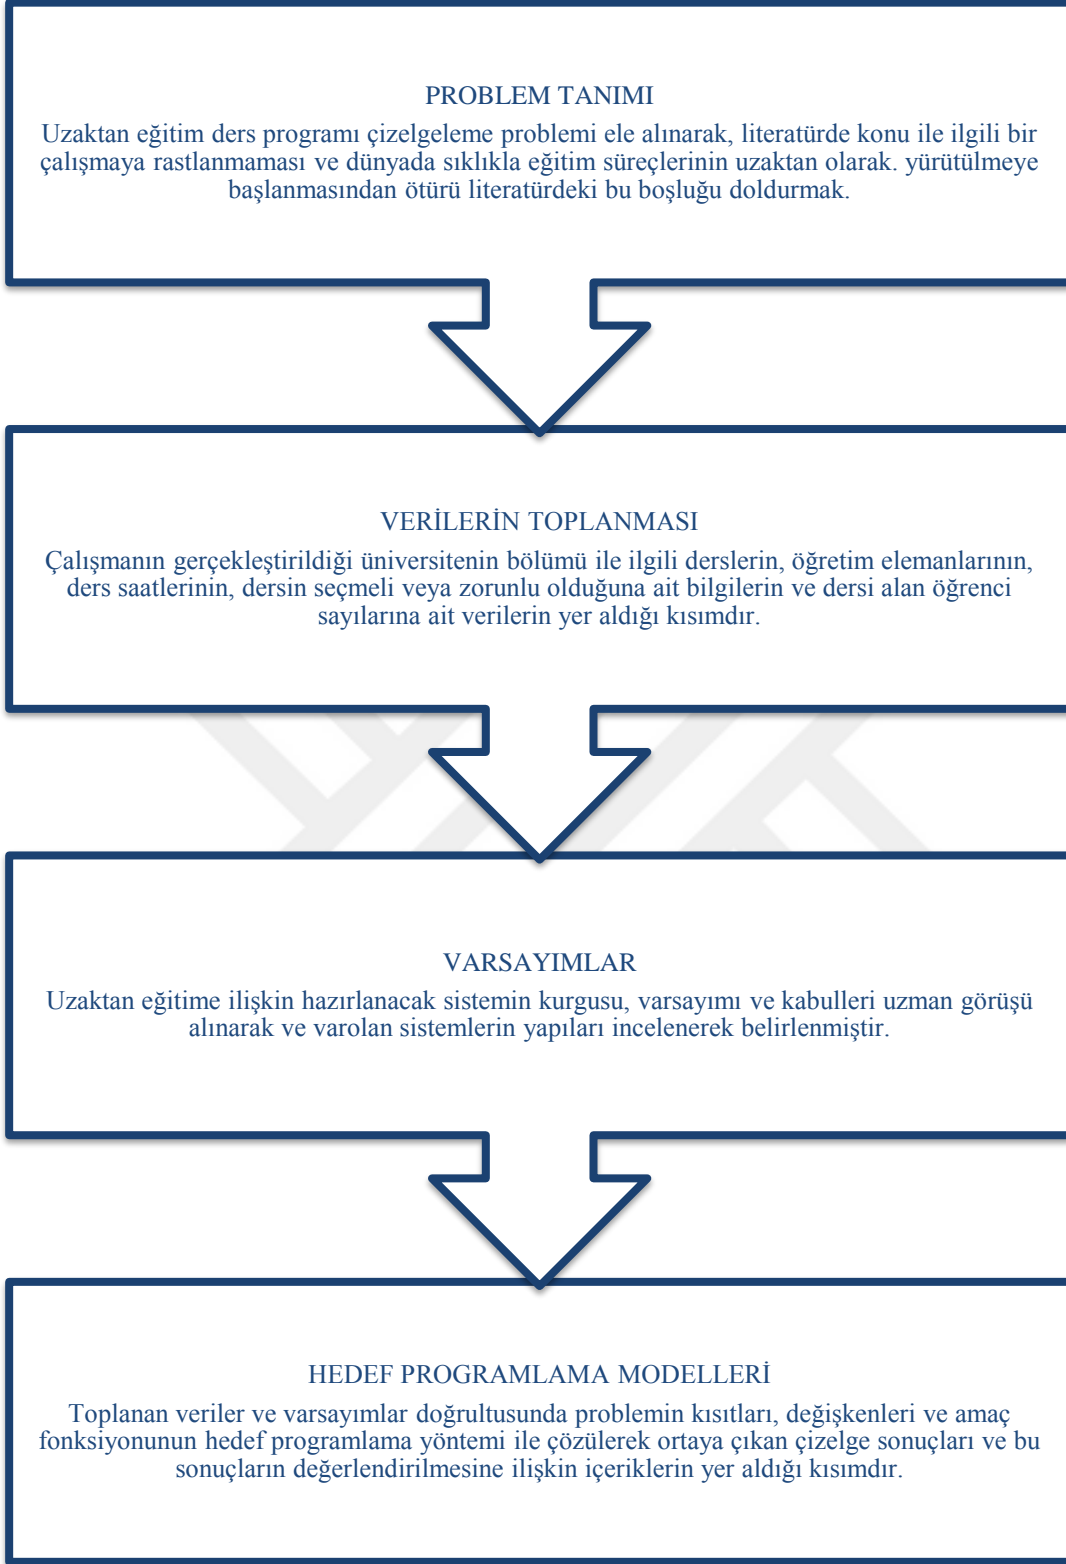 PROBLEM TANIMI
Uzaktan eğitim ders programı çizelgeleme problemi ele alınarak, literatürde konu ile ilgili bir
çalışmaya rastlanmaması ve dünyada sıklıkla eğitim süreçlerinin uzaktan olarak. yürütülmeye
başlanmasından ötürü literatürdeki bu boşluğu doldurmak.
VERİLERİN TOPLANMASI
Çalışmanın gerçekleştirildiği üniversitenin bölümü ile ilgili derslerin, öğretim elemanlarının,
ders saatlerinin, dersin seçmeli veya zorunlu olduğuna ait bilgilerin ve dersi alan öğrenci
sayılarına ait verilerin yer aldığı kısımdır.
VARSAYIMLAR
Uzaktan eğitime ilişkin hazırlanacak sistemin kurgusu, varsayımı ve kabulleri uzman görüşü
alınarak ve varolan sistemlerin yapıları incelenerek belirlenmiştir.
HEDEF PROGRAMLAMA MODELLERİ
Toplanan veriler ve varsayımlar doğrultusunda problemin kısıtları, değişkenleri ve amaç
fonksiyonunun hedef programlama yöntemi ile çözülerek ortaya çıkan çizelge sonuçları ve bu
sonuçların değerlendirilmesine ilişkin içeriklerin yer aldığı kısımdır.